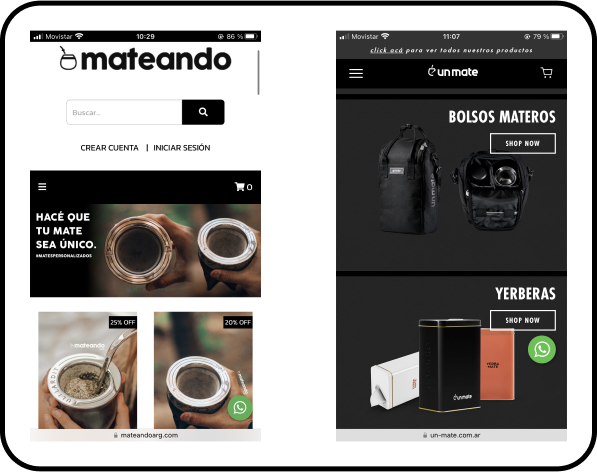 Movistar 10:29 86 %
mateando
Buscar..
CREAR CUENTA | INICIAR SESIÓN
0
HACÉ QUE
TU MATE
SEA ÚNICO.
#MATESPERSONALIZADOS
25% OFF
20% OFF
mateando
mateandoarg.com
Movistar 11:07 79 %
click acá para ver todos nuestros productos
unmate
BOLSOS MATEROS
SHOP NOW
un·mate
YERBERAS
SHOP NOW
unmate
un-mate.com.ar